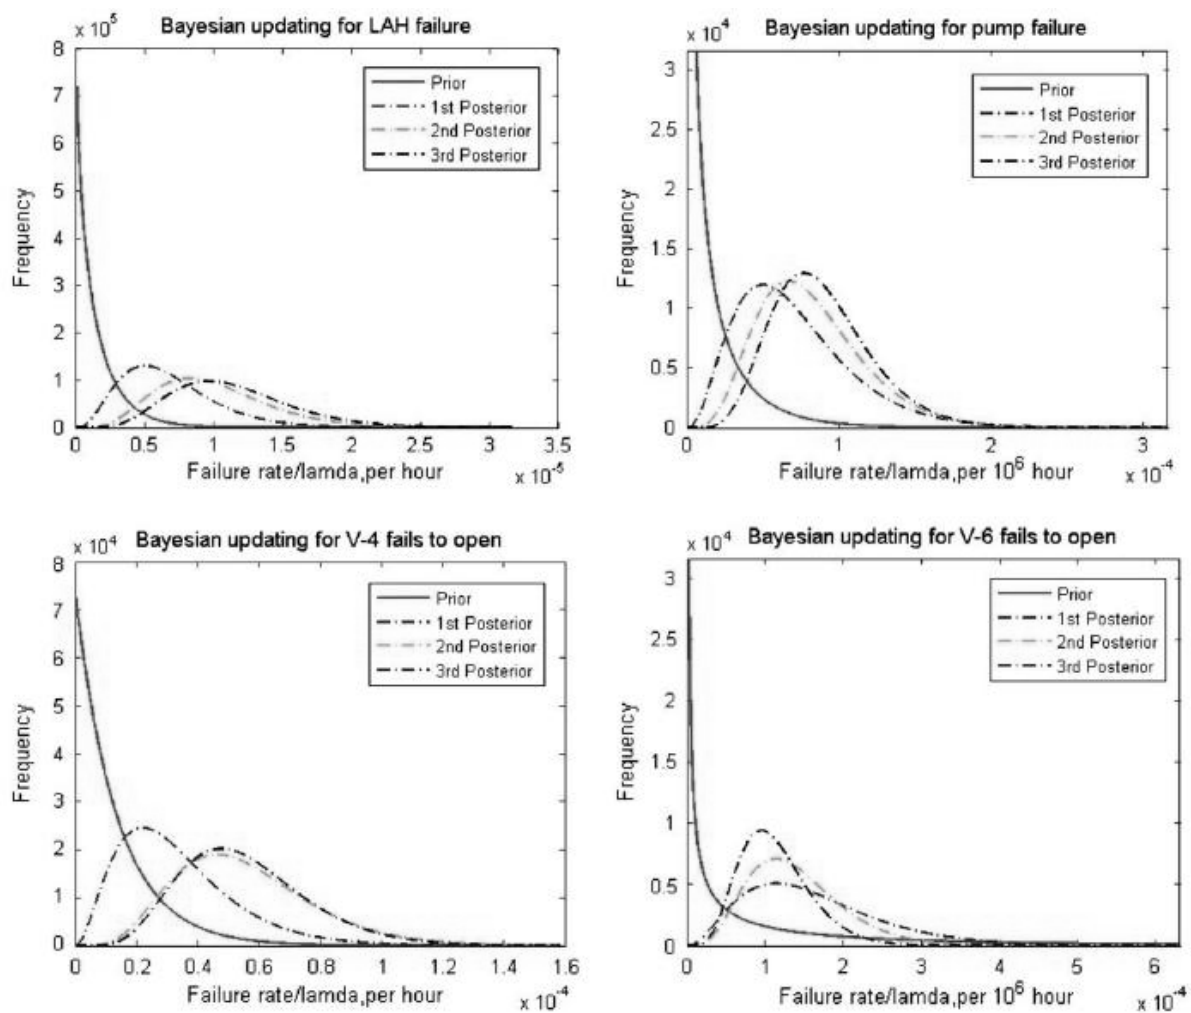 Bayesian updating for LAH failure
x 10^5
8
7
6
5
4
3
2
1
0
Frequency
Prior
1st Posterior
2nd Posterior
3rd Posterior
0 0.5 1 1.5 2 2.5 3 3.5
Failure rate/lamda,per hour
x 10^-5
Bayesian updating for pump failure
x 10^4
3
2.5
2
1.5
1
0.5
0
Frequency
Prior
1st Posterior
2nd Posterior
3rd Posterior
0 1 2 3
Failure rate/lamda,per 10^6 hour
x 10^-4
Bayesian updating for V-4 fails to open
x 10^4
8
7
6
5
4
3
2
1
0
Frequency
Prior
1st Posterior
2nd Posterior
3rd Posterior
0 0.2 0.4 0.6 0.8 1 1.2 1.4 1.6
Failure rate/lamda,per hour
x 10^-4
Bayesian updating for V-6 fails to open
x 10^4
3
2.5
2
1.5
1
0.5
0
Frequency
Prior
1st Posterior
2nd Posterior
3rd Posterior
0 1 2 3 4 5 6
Failure rate/lamda,per 10^6 hour
x 10^-4